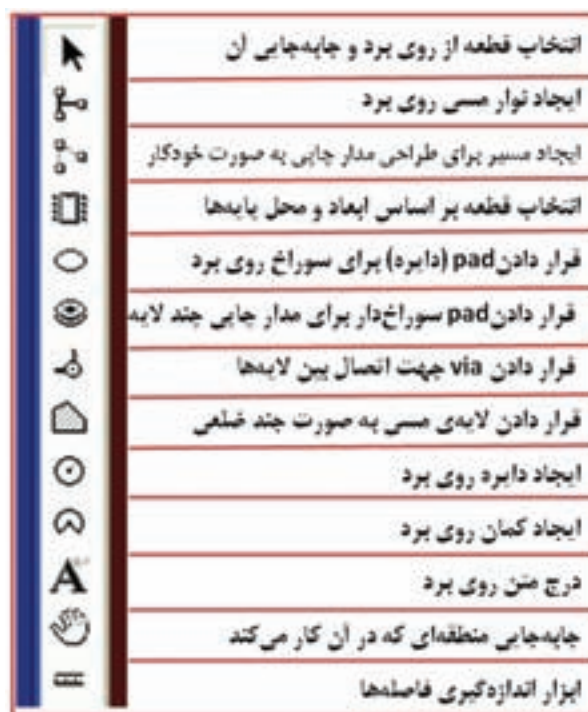 انتخاب قطعه از روی برد و جابه‌جایی آن
ایجاد نوار مسی روی برد
ایجاد مسیر برای طراحی مدار چاپی به صورت خودکار
انتخاب قطعه بر اساس ابعاد و محل پایه‌ها
قرار دادن pad (دایره) برای سوراخ روی برد
قرار دادن pad سوراخ‌دار برای مدار چاپی چند لایه
قرار دادن via جهت اتصال بین لایه‌ها
قرار دادن لایه‌ی مسی به صورت چند ضلعی
ایجاد دایره روی برد
ایجاد کمان روی برد
درج متن روی برد
جابه‌جایی منطقه‌ای که در آن کار می‌کند
ابزار اندازه‌گیری فاصله‌ها